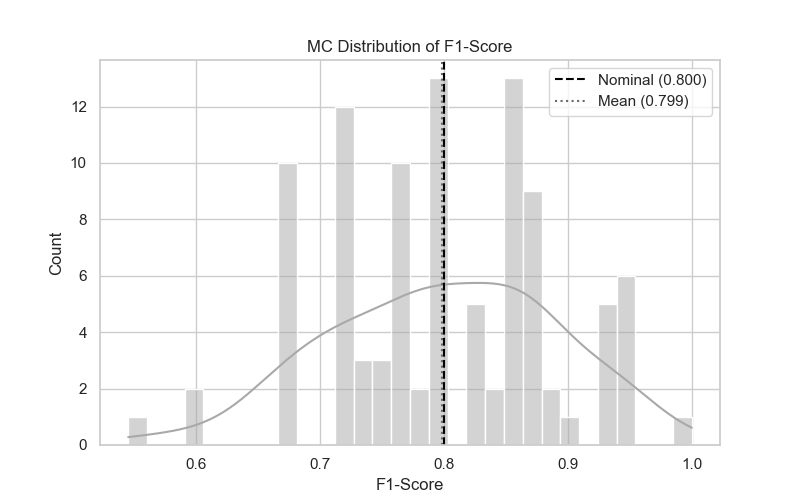 MC Distribution of F1-Score
Nominal (0.800)
Mean (0.799)
Count
12
10
8
6
4
2
0
0.6 0.7 0.8 0.9 1.0
F1-Score